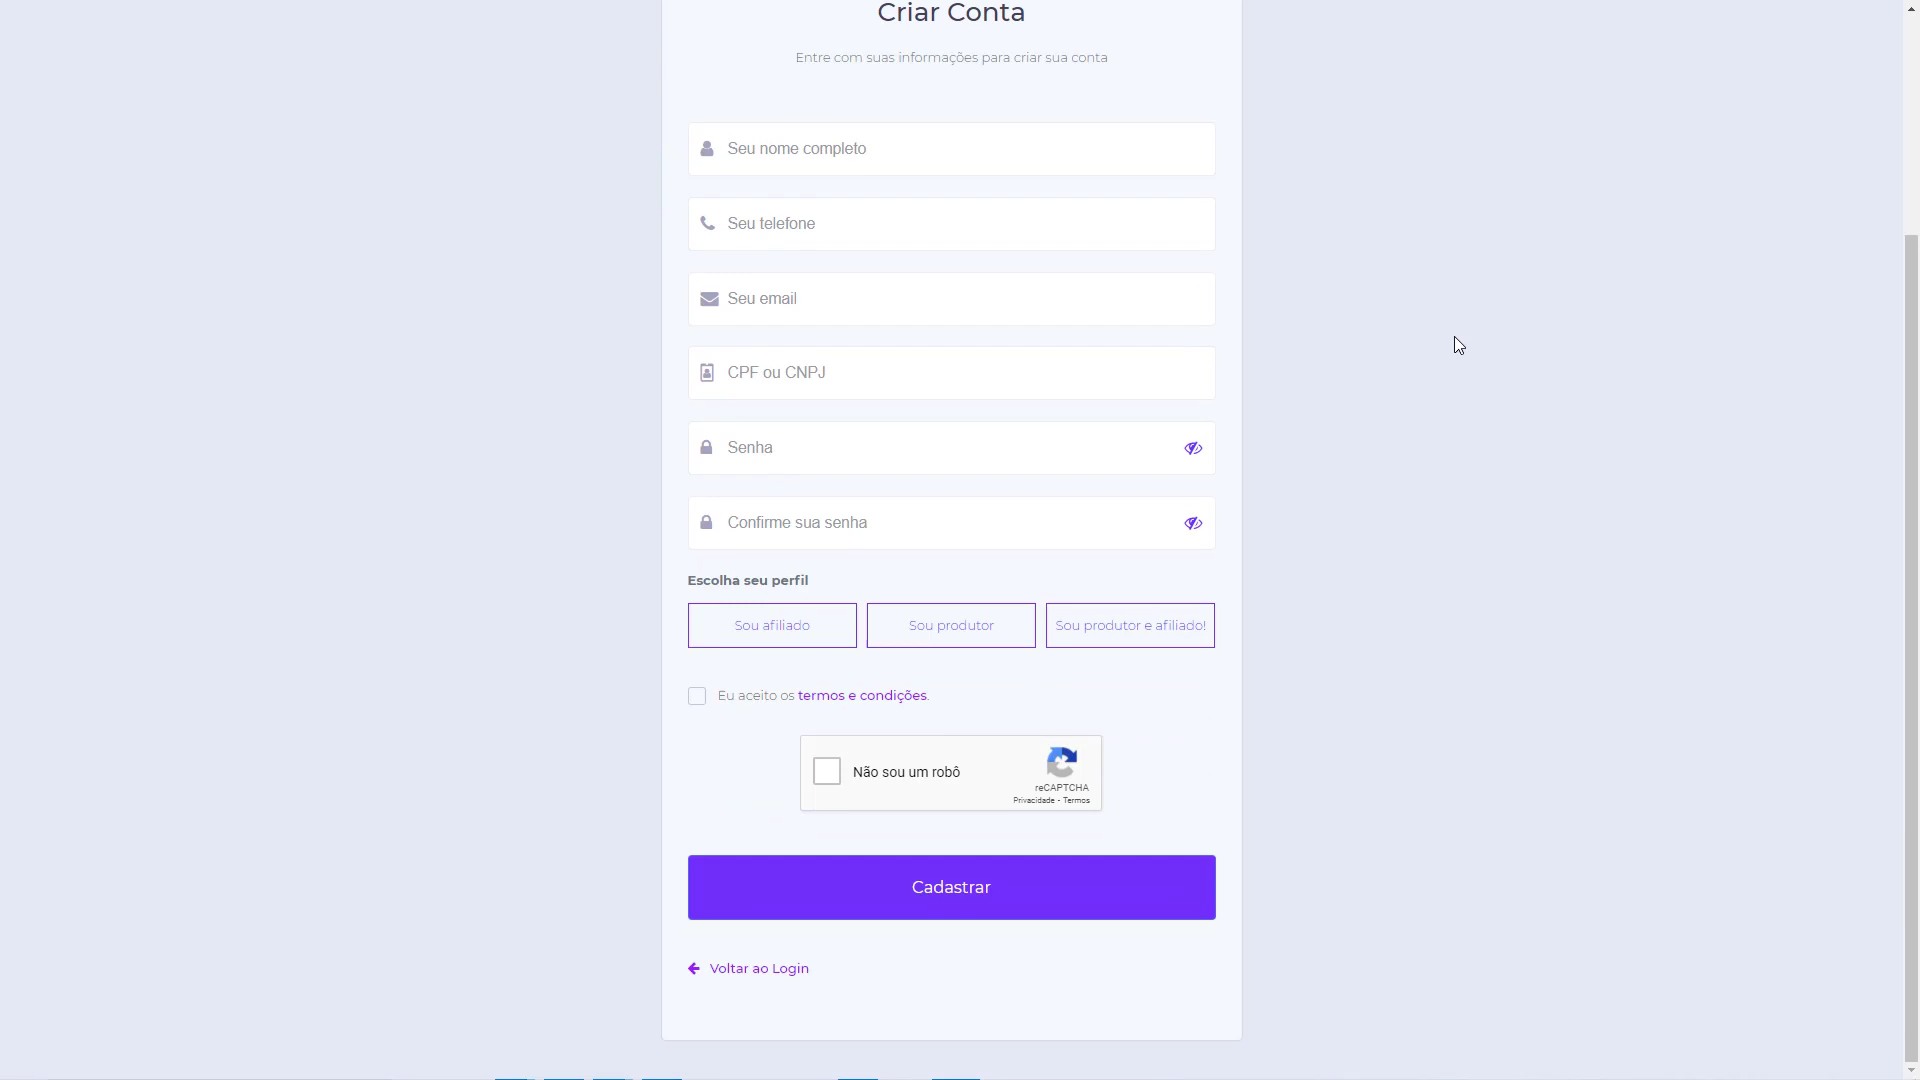 Criar Conta
Entre com suas informações para criar sua conta
Seu nome completo
Seu telefone
Seu email
CPF ou CNPJ
Senha
Confirme sua senha
Escolha seu perfil
Sou afiliado
Sou produtor
Sou produtor e afiliado!
Eu aceito os termos e condições.
Não sou um robô
reCAPTCHA
Privacidade - Termos
Cadastrar
Voltar ao Login